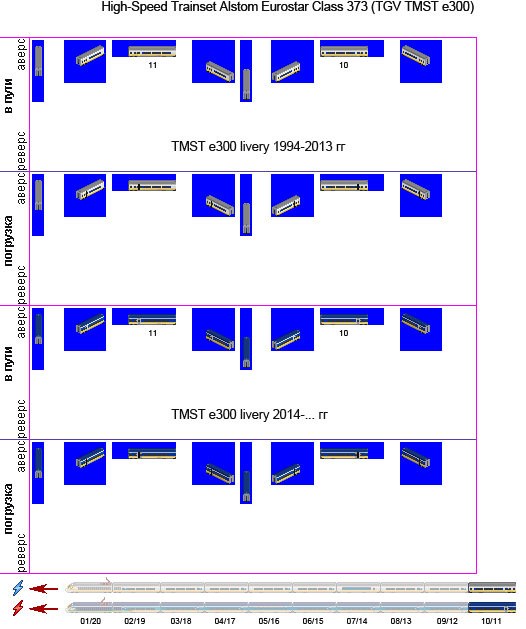 High-Speed Trainset Alstom Eurostar Class 373 (TGV TMST e300)
в пути
аверс
реверс
11
10
TMST e300 livery 1994-2013 гг
погрузка
аверс
реверс
в пути
аверс
реверс
11
10
TMST e300 livery 2014-... гг
погрузка
аверс
реверс
01/20 02/19 03/18 04/17 05/16 06/15 07/14 08/13 09/12 10/11